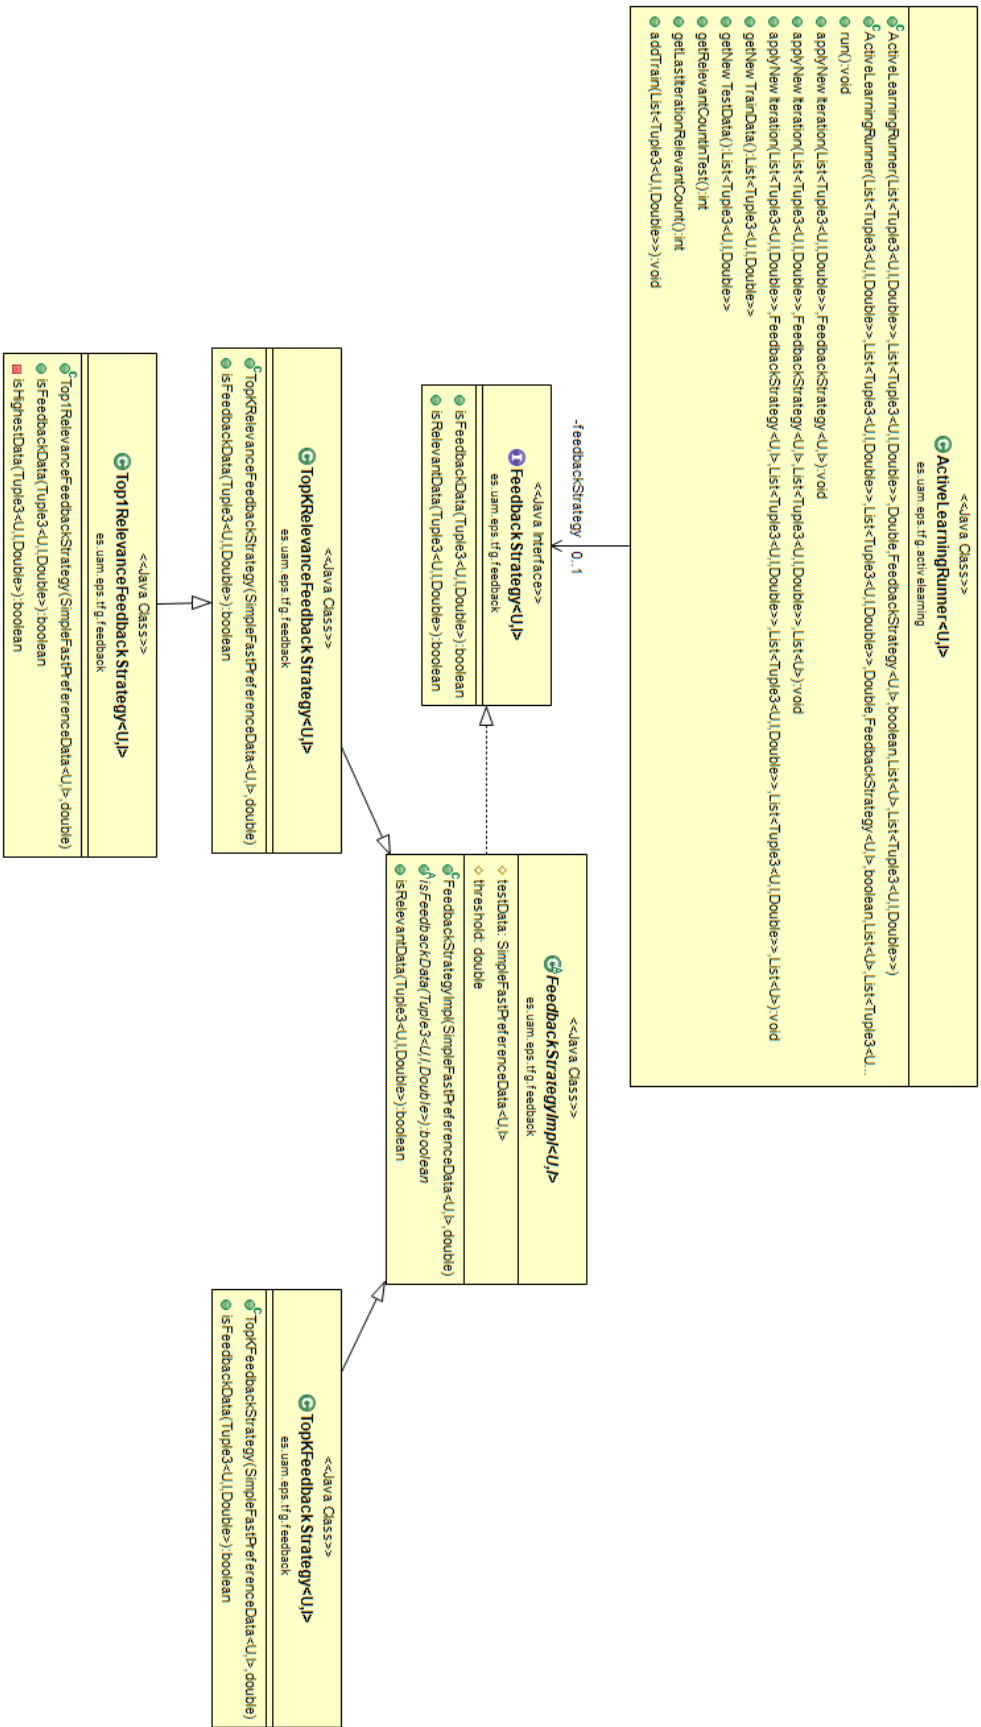 <<Java Class>>
ActiveLearningRunner<U,I>
es.uam.eps.tfg.activelearning
ActiveLearningRunner(List<Tuple3<U,I,Double>>,List<Tuple3<U,I,Double>>,Double,FeedbackStrategy<U,I>,boolean,List<U>,List<Tuple3<U,I,Double>>)
ActiveLearningRunner(List<Tuple3<U,I,Double>>,List<Tuple3<U,I,Double>>,List<Tuple3<U,I,Double>>,Double,FeedbackStrategy<U,I>,boolean,List<U>,List<Tuple3<U...
run():void
applyNewIteration(List<Tuple3<U,I,Double>>,FeedbackStrategy<U,I>):void
applyNewIteration(List<Tuple3<U,I,Double>>,FeedbackStrategy<U,I>,List<Tuple3<U,I,Double>>,List<U>):void
applyNewIteration(List<Tuple3<U,I,Double>>,FeedbackStrategy<U,I>,List<Tuple3<U,I,Double>>,List<Tuple3<U,I,Double>>,List<Tuple3<U,I,Double>>,List<U>):void
getNewTrainData():List<Tuple3<U,I,Double>>
getNewTestData():List<Tuple3<U,I,Double>>
getRelevantCountInTest():int
getLastIterationRelevantCount():int
addTrain(List<Tuple3<U,I,Double>>):void
-feedbackStrategy 0..1
<<Java Interface>>
FeedbackStrategy<U,I>
es.uam.eps.tfg.feedback
isFeedbackData(Tuple3<U,I,Double>):boolean
isRelevantData(Tuple3<U,I,Double>):boolean
<<Java Class>>
FeedbackStrategyImpl<U,I>
es.uam.eps.tfg.feedback
testData: SimpleFastPreferenceData<U,I>
threshold: double
FeedbackStrategyImpl(SimpleFastPreferenceData<U,I>,double)
isFeedbackData(Tuple3<U,I,Double>):boolean
isRelevantData(Tuple3<U,I,Double>):boolean
<<Java Class>>
TopKRelevanceFeedbackStrategy<U,I>
es.uam.eps.tfg.feedback
TopKRelevanceFeedbackStrategy(SimpleFastPreferenceData<U,I>,double)
isFeedbackData(Tuple3<U,I,Double>):boolean
<<Java Class>>
TopKFeedbackStrategy<U,I>
es.uam.eps.tfg.feedback
TopKFeedbackStrategy(SimpleFastPreferenceData<U,I>,double)
isFeedbackData(Tuple3<U,I,Double>):boolean
<<Java Class>>
Top1RelevanceFeedbackStrategy<U,I>
es.uam.eps.tfg.feedback
Top1RelevanceFeedbackStrategy(SimpleFastPreferenceData<U,I>,double)
isFeedbackData(Tuple3<U,I,Double>):boolean
isHighestData(Tuple3<U,I,Double>):boolean